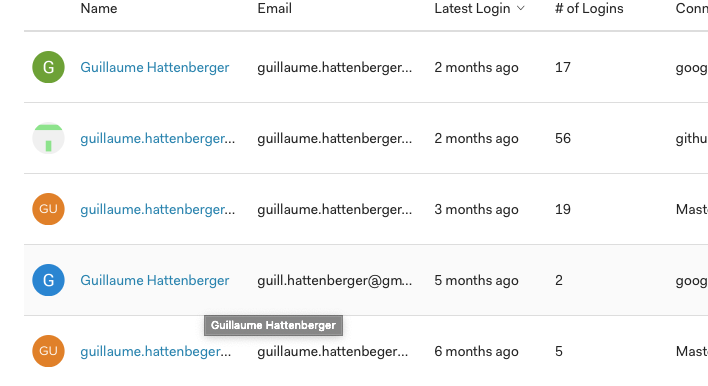 Name Email Latest Login # of Logins Conn
G Guillaume Hattenberger guillaume.hattenberger... 2 months ago 17 goog
guillaume.hattenberger... guillaume.hattenberger... 2 months ago 56 githu
GU guillaume.hattenberger... guillaume.hattenberger... 3 months ago 19 Mast
G Guillaume Hattenberger guill.hattenberger@gm... 5 months ago 2 goog
Guillaume Hattenberger
GU guillaume.hattenbeger... guillaume.hattenbeger... 6 months ago 5 Mast